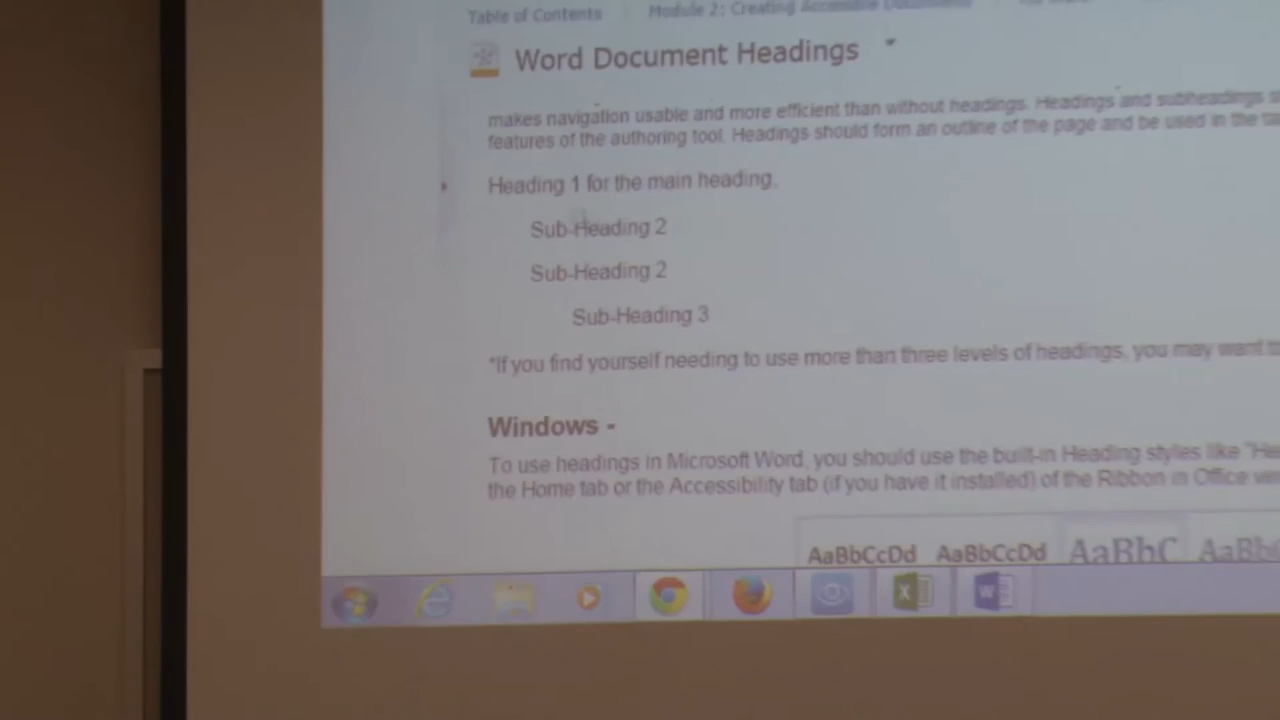 Table of Contents Module 2: Creating Accessible Documents
Word Document Headings
makes navigation usable and more efficient than without headings. Headings and subheadings
features of the authoring tool. Headings should form an outline of the page and be used in the
Heading 1 for the main heading,
Sub-Heading 2
Sub-Heading 2
Sub-Heading 3
*If you find yourself needing to use more than three levels of headings, you may want
Windows -
To use headings in Microsoft Word, you should use the built-in Heading styles like "He
the Home tab or the Accessibility tab (if you have it installed) of the Ribbon in Office
AaBbCcDd AaBbCcDd AaBbC AaBb